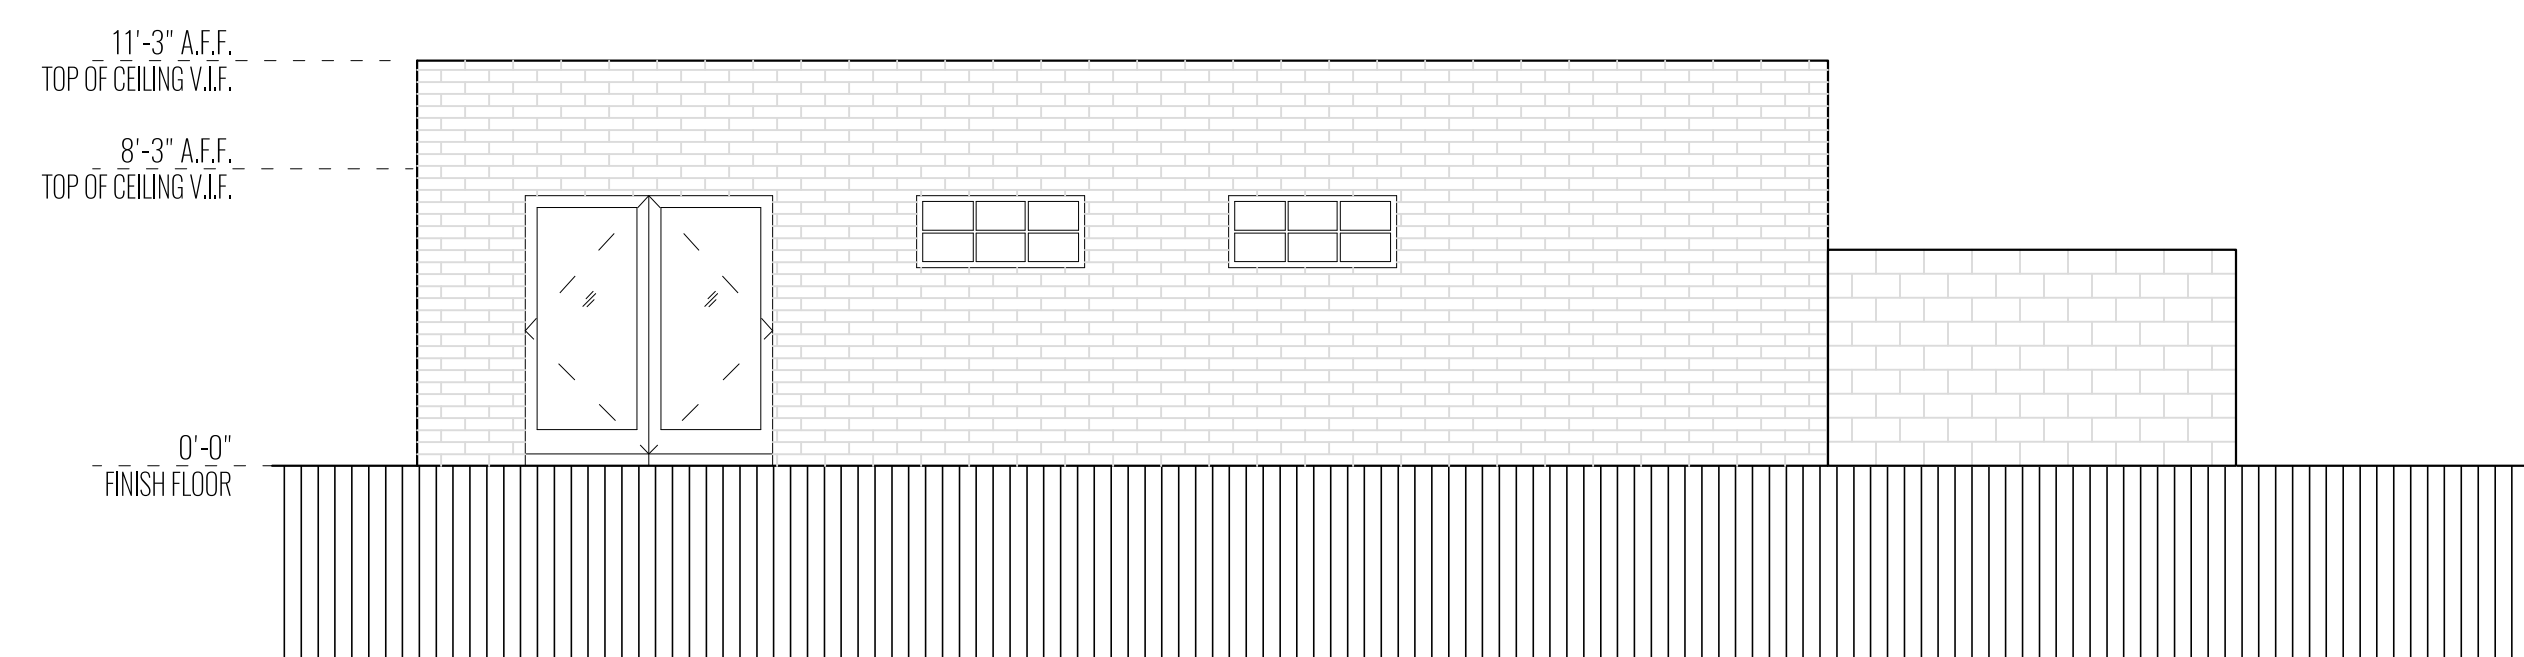 11'-3" A.F.F.
TOP OF CEILING V.I.F.
8'-3" A.F.F.
TOP OF CEILING V.I.F.
0'-0"
FINISH FLOOR